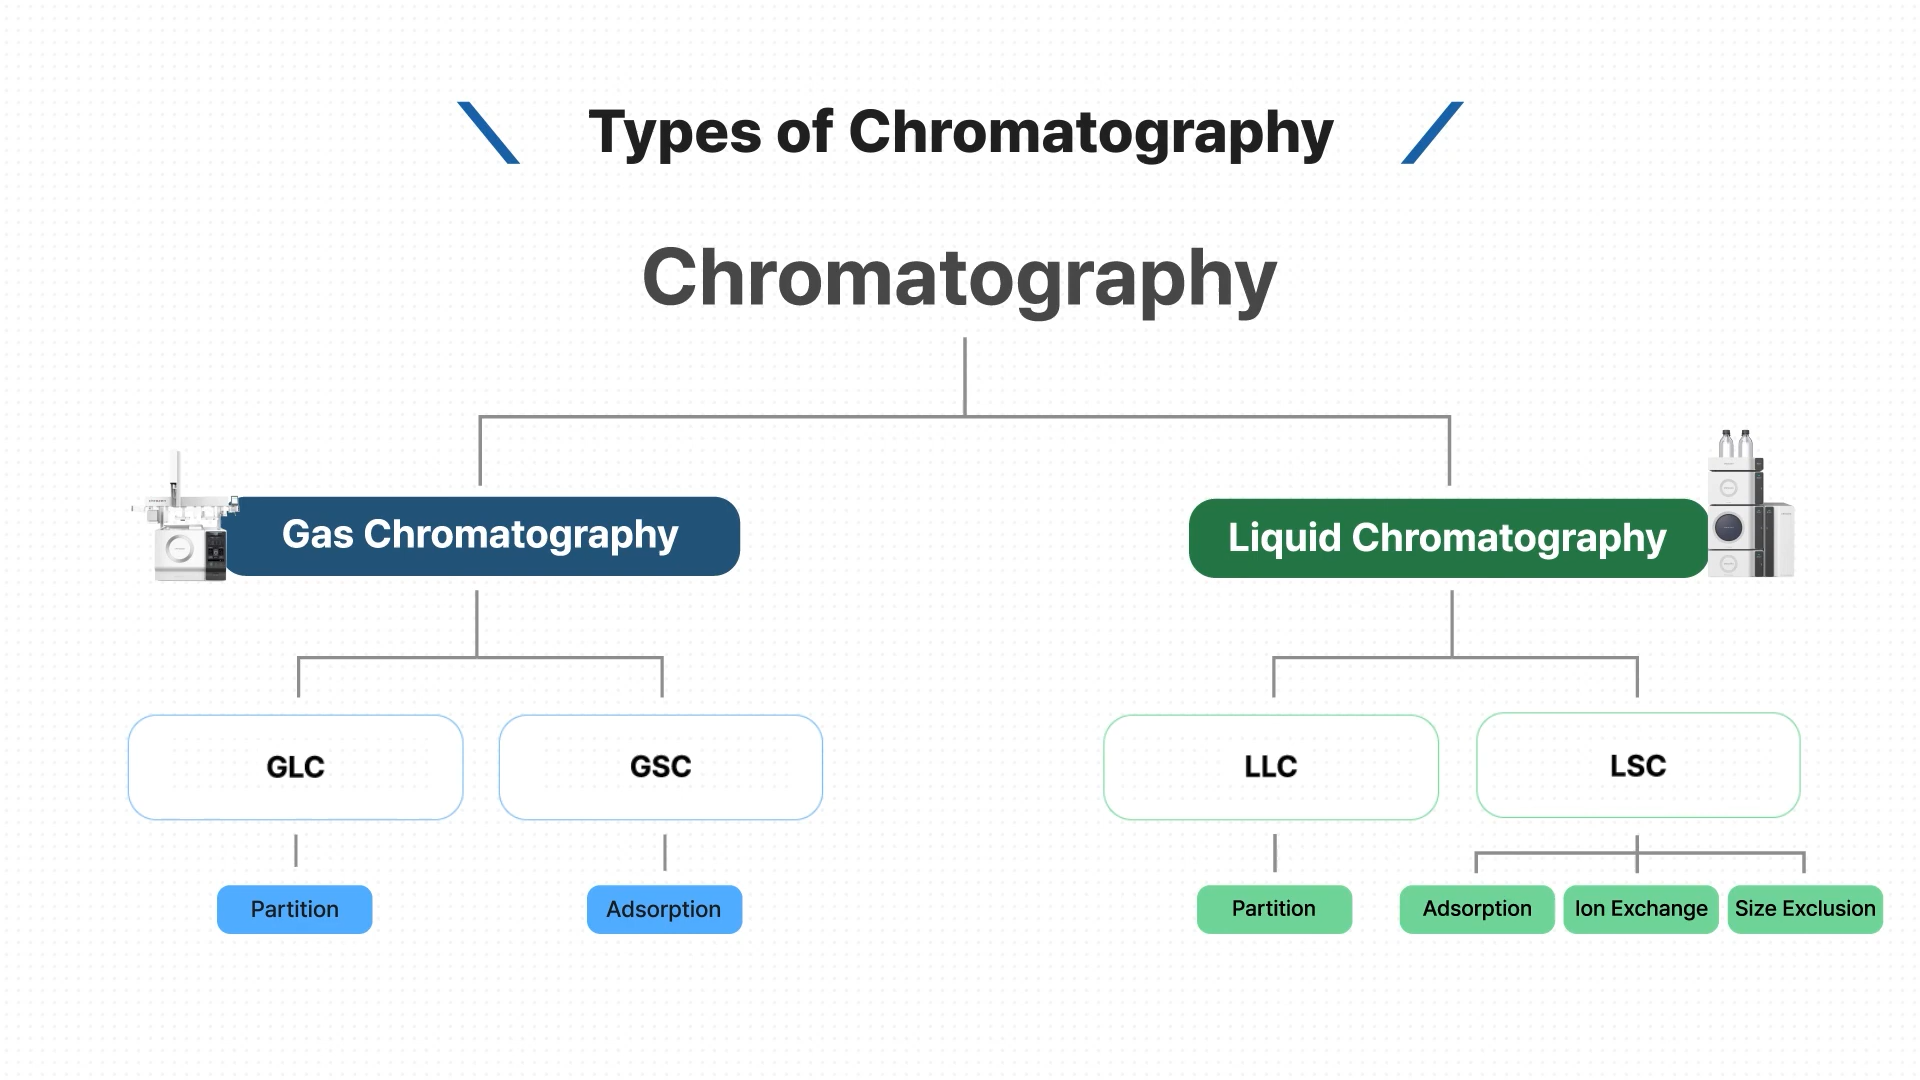 Types of Chromatography
Chromatography
Gas Chromatography
Liquid Chromatography
GLC
GSC
LLC
LSC
Partition
Adsorption
Partition
Adsorption
Ion Exchange
Size Exclusion